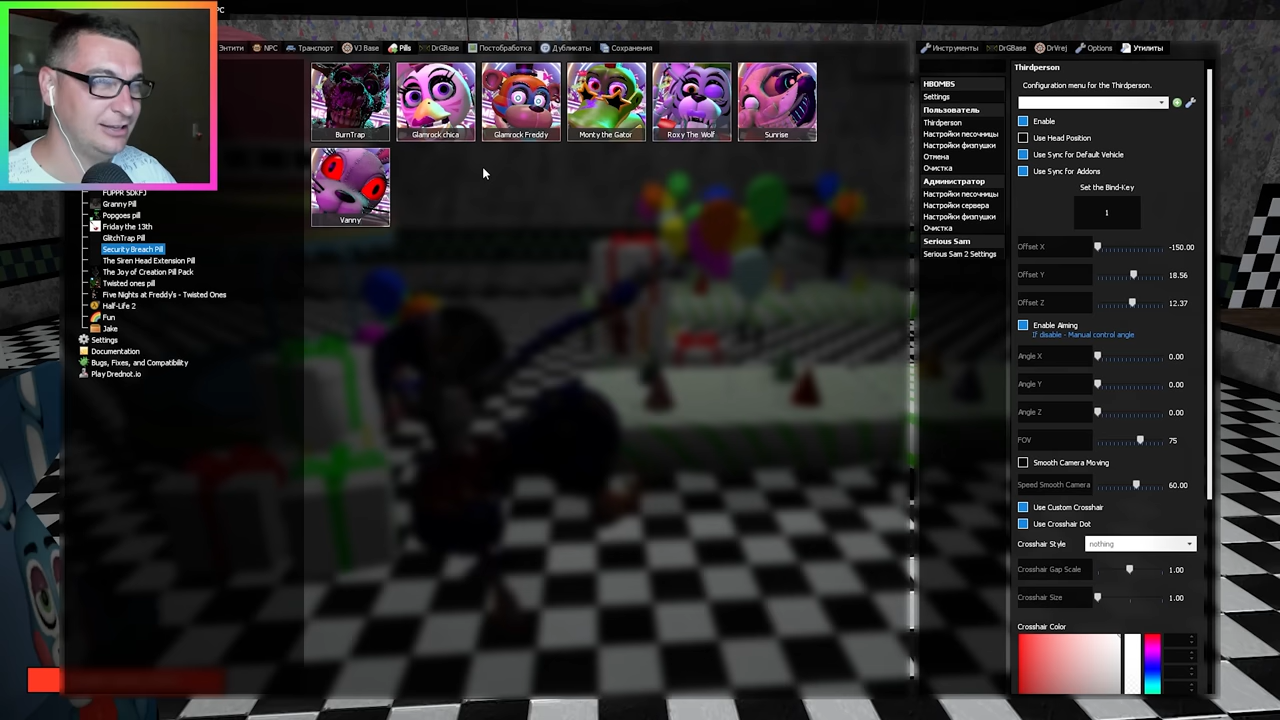 РС
Энтити
NPC
Транспорт
VJ Base
Pills
DrGBase
Постобработка
Дубликаты
Сохранения
Granny Pill
Popgoes pill
Friday the 13th
GlitchTrap Pill
Security Breach Pill
The Siren Head Extension Pill
The Joy of Creation Pill Pack
Twisted ones pill
Five Nights at Freddy's - Twisted Ones
Half-Life 2
Fun
Jake
Settings
Documentation
Bugs, Fixes, and Compatibility
Play Drednot.io
BurnTrap
Glamrock chica
Glamrock Freddy
Monty the Gator
Roxy The Wolf
Sunrise
Vanny
Инструменты
DrGBase
DrVrej
Options
Утилиты
HBOMBS
Settings
Пользователь
Thirdperson
Настройки песочницы
Настройки физпушки
Отмена
Очистка
Администратор
Настройки песочницы
Настройки сервера
Настройки физпушки
Очистка
Serious Sam
Serious Sam 2 Settings
Thirdperson
Configuration menu for the Thirdperson.
Enable
Use Head Position
Use Sync for Default Vehicle
Use Sync for Addons
Set the Bind-Key
1
Offset X -150.00
Offset Y 18.56
Offset Z 12.37
Enable Aiming
If disable - Manual control angle
Angle X 0.00
Angle Y 0.00
Angle Z 0.00
FOV 75
Smooth Camera Moving
Speed Smooth Camera 60.00
Use Custom Crosshair
Use Crosshair Dot
Crosshair Style nothing
Crosshair Gap Scale 1.00
Crosshair Size 1.00
Crosshair Color